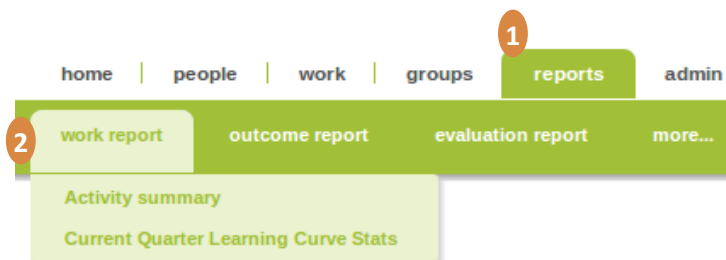 1
home people work groups reports admin
2 work report outcome report evaluation report more...
Activity summary
Current Quarter Learning Curve Stats